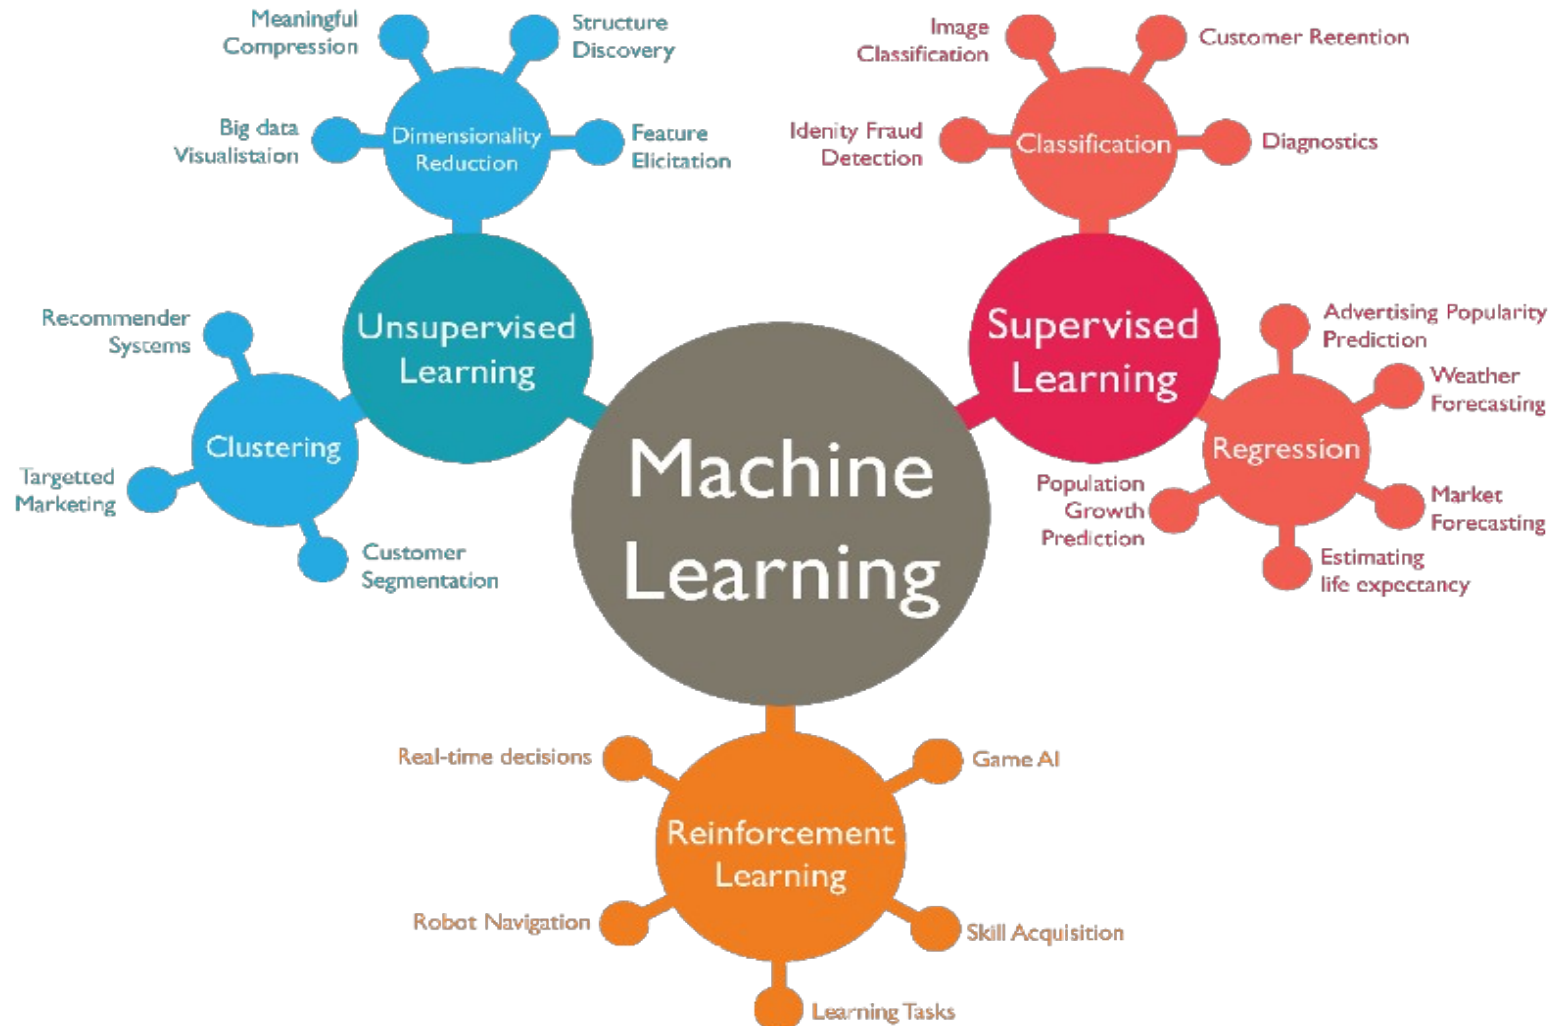 Meaningful
Compression
Structure
Discovery
Big data
Visualistaion
Dimensionality
Reduction
Feature
Elicitation
Image
Classification
Customer Retention
Idenity Fraud
Detection
Classification
Diagnostics
Recommender
Systems
Unsupervised
Learning
Clustering
Targetted
Marketing
Customer
Segmentation
Machine
Learning
Supervised
Learning
Advertising Popularity
Prediction
Weather
Forecasting
Regression
Population
Growth
Prediction
Market
Forecasting
Estimating
life expectancy
Real-time decisions
Game AI
Reinforcement
Learning
Robot Navigation
Skill Acquisition
Learning Tasks